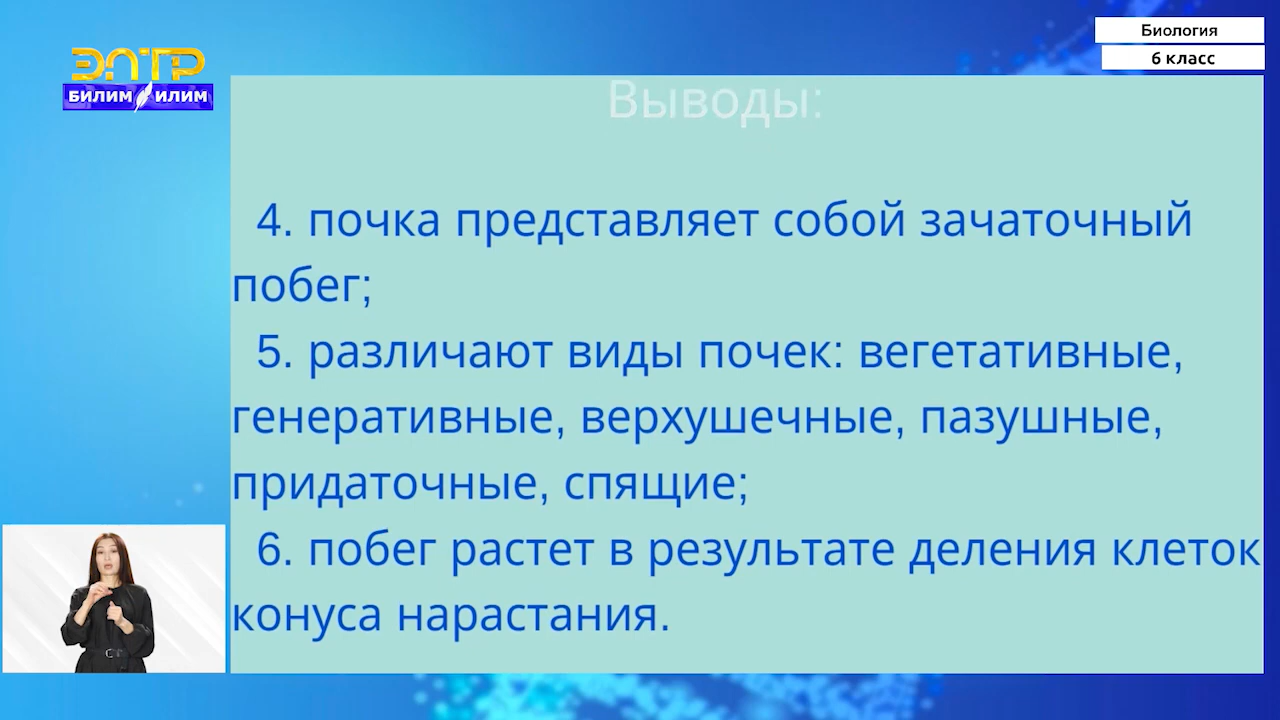 Биология
6 класс
ЭЛТР
БИЛИМ ИЛИМ
Выводы:
4. почка представляет собой зачаточный
побег;
5. различают виды почек: вегетативные,
генеративные, верхушечные, пазушные,
придаточные, спящие;
6. побег растет в результате деления клеток
конуса нарастания.